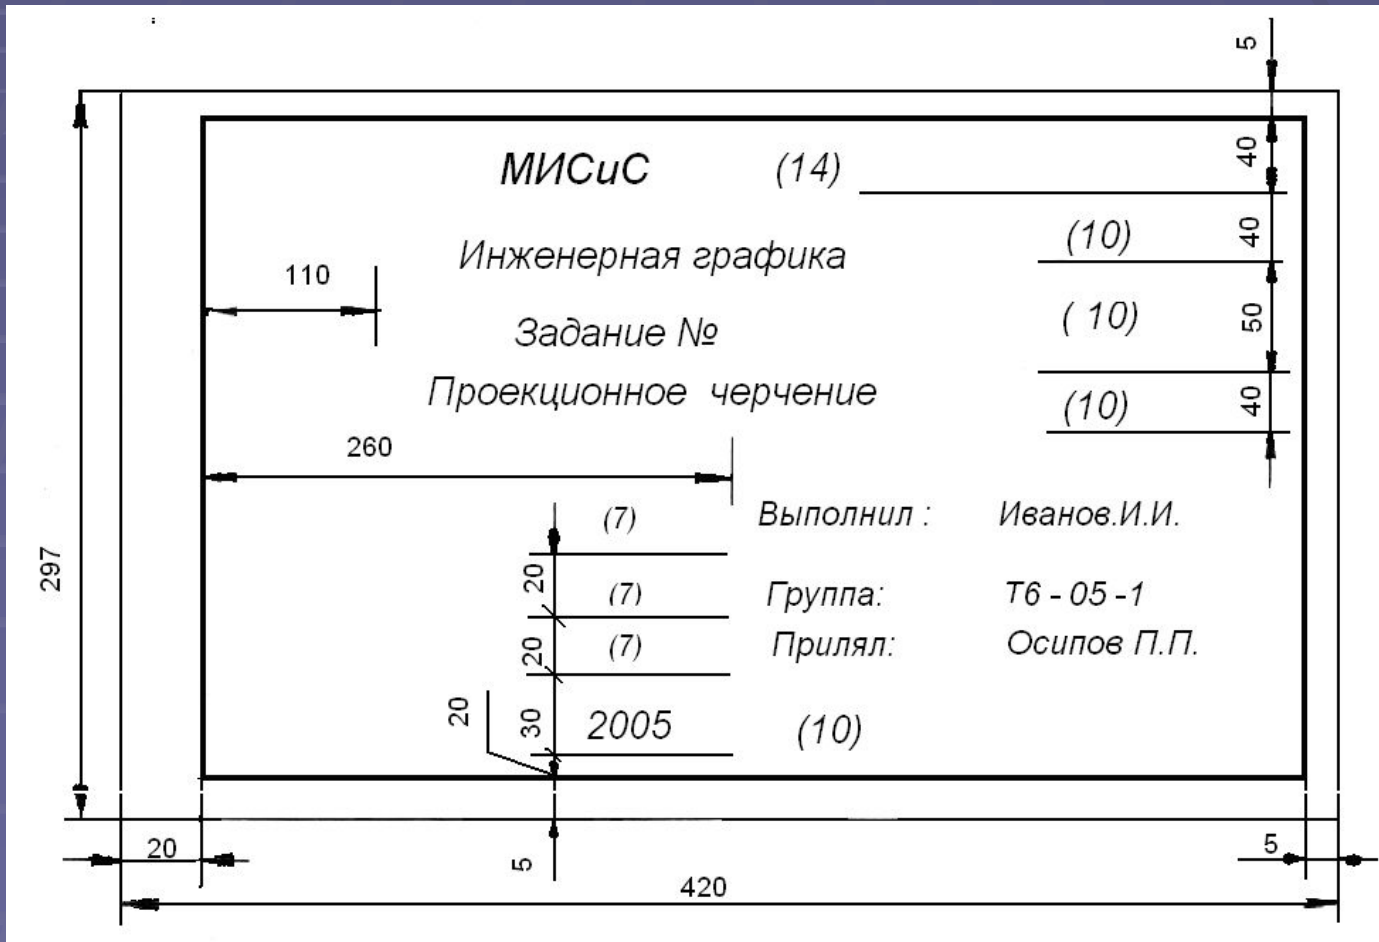 5
МИСиС (14) 40
Инженерная графика (10) 40
110
Задание № ( 10) 50
Проекционное черчение (10) 40
260
(7) Выполнил : Иванов.И.И.
297
20 (7) Группа: Т6 - 05 -1
20 (7) Прилял: Осипов П.П.
20 30 2005 (10)
20 5 5
420